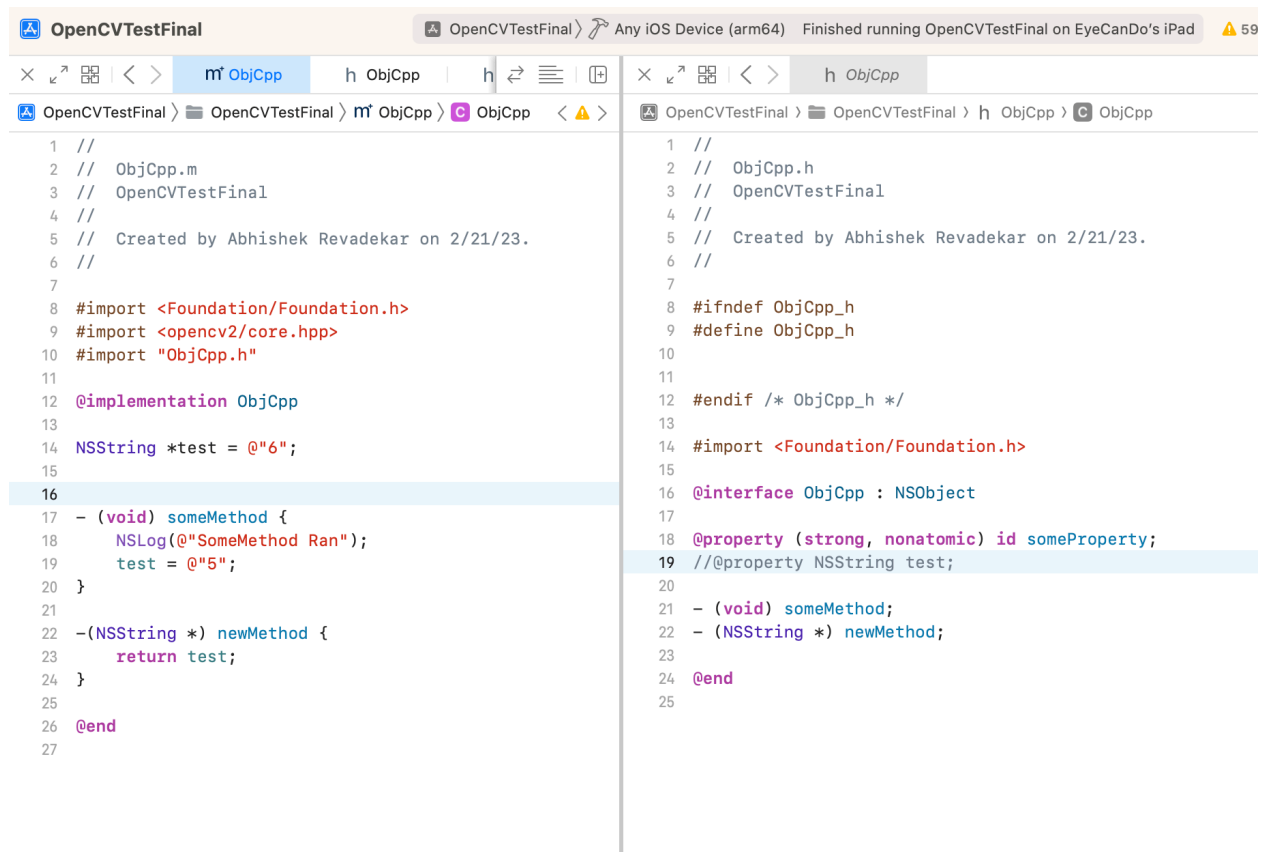 OpenCVTestFinal
OpenCVTestFinal 〉 Any iOS Device (arm64) Finished running OpenCVTestFinal on EyeCanDo's iPad
59
ObjCpp
h ObjCpp
h
OpenCVTestFinal 〉 OpenCVTestFinal 〉 m+ ObjCpp 〉 C ObjCpp
1 //
2 //  ObjCpp.m
3 //  OpenCVTestFinal
4 //
5 //  Created by Abhishek Revadekar on 2/21/23.
6 //
7
8 #import <Foundation/Foundation.h>
9 #import <opencv2/core.hpp>
10 #import "ObjCpp.h"
11
12 @implementation ObjCpp
13
14 NSString *test = @"6";
15
16
17 - (void) someMethod {
18     NSLog(@"SomeMethod Ran");
19     test = @"5";
20 }
21
22 -(NSString *) newMethod {
23     return test;
24 }
25
26 @end
27
h ObjCpp
OpenCVTestFinal 〉 OpenCVTestFinal 〉 h ObjCpp 〉 C ObjCpp
1 //
2 //  ObjCpp.h
3 //  OpenCVTestFinal
4 //
5 //  Created by Abhishek Revadekar on 2/21/23.
6 //
7
8 #ifndef ObjCpp_h
9 #define ObjCpp_h
10
11
12 #endif /* ObjCpp_h */
13
14 #import <Foundation/Foundation.h>
15
16 @interface ObjCpp : NSObject
17
18 @property (strong, nonatomic) id someProperty;
19 //@property NSString test;
20
21 - (void) someMethod;
22 - (NSString *) newMethod;
23
24 @end
25